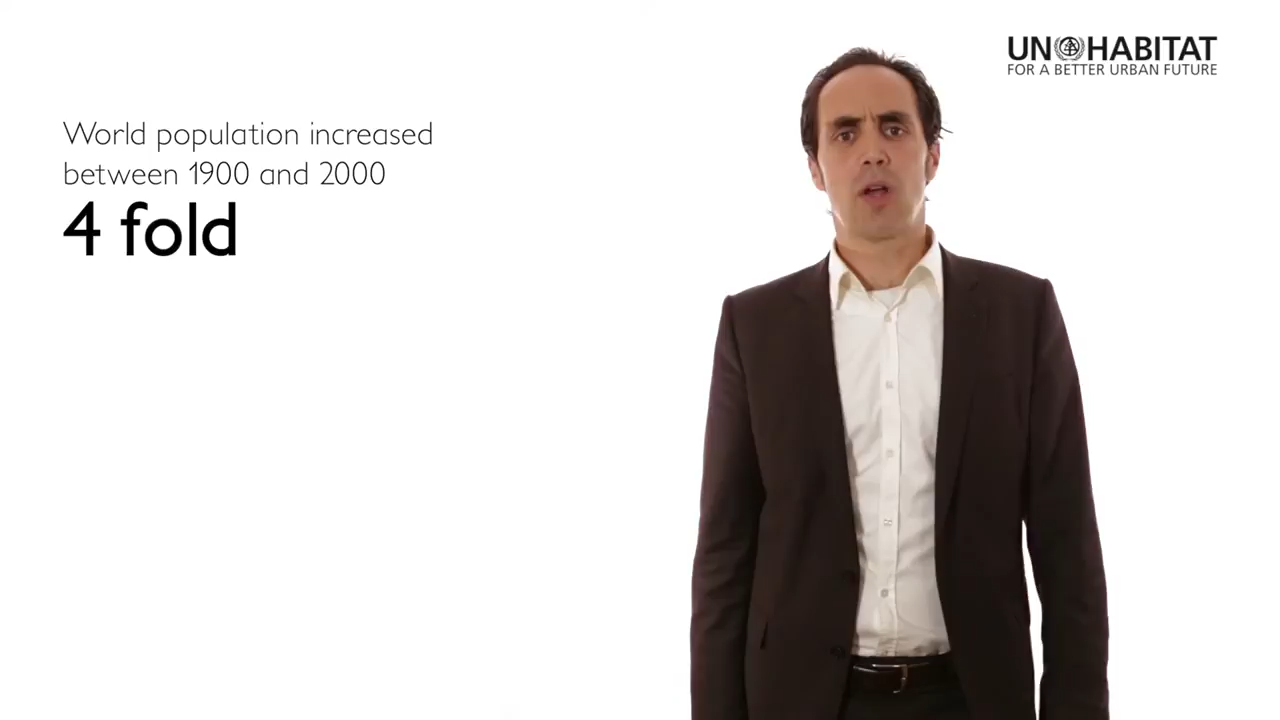 World population increased
between 1900 and 2000
4 fold
UN HABITAT
FOR A BETTER URBAN FUTURE